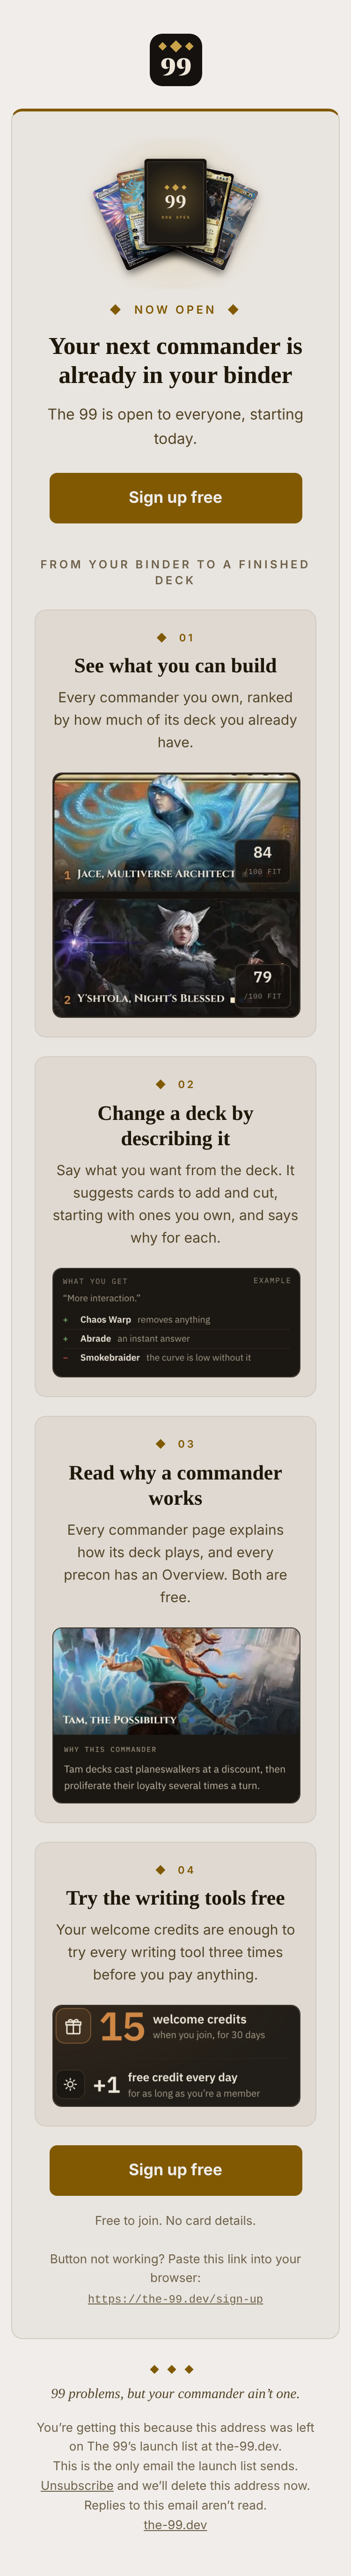 99
99
NOW OPEN
NOW OPEN
Your next commander is
already in your binder
The 99 is open to everyone, starting
today.
Sign up free
FROM YOUR BINDER TO A FINISHED
DECK
01
See what you can build
Every commander you own, ranked
by how much of its deck you already
have.
84
/100 FIT
1 JACE, MULTIVERSE ARCHITECT
79
/100 FIT
2 Y'SHTOLA, NIGHT'S BLESSED
02
Change a deck by
describing it
Say what you want from the deck. It
suggests cards to add and cut,
starting with ones you own, and says
why for each.
WHAT YOU GET EXAMPLE
“More interaction.”
+ Chaos Warp removes anything
+ Abrade an instant answer
− Smokebraider the curve is low without it
03
Read why a commander
works
Every commander page explains
how its deck plays, and every
precon has an Overview. Both are
free.
TAM, THE POSSIBILITY
WHY THIS COMMANDER
Tam decks cast planeswalkers at a discount, then
proliferate their loyalty several times a turn.
04
Try the writing tools free
Your welcome credits are enough to
try every writing tool three times
before you pay anything.
15 welcome credits
when you join, for 30 days
+1 free credit every day
for as long as you’re a member
Sign up free
Free to join. No card details.
Button not working? Paste this link into your
browser:
https://the-99.dev/sign-up
99 problems, but your commander ain’t one.
You’re getting this because this address was left
on The 99’s launch list at the-99.dev.
This is the only email the launch list sends.
Unsubscribe and we’ll delete this address now.
Replies to this email aren’t read.
the-99.dev